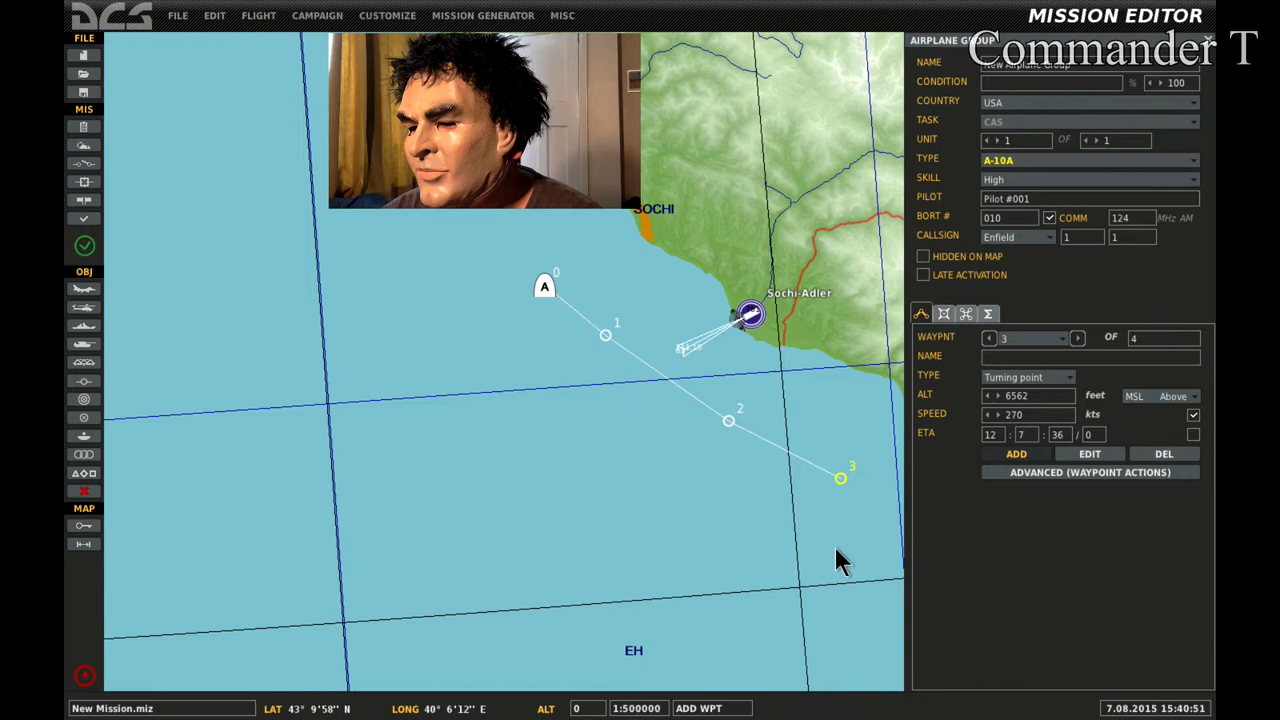 DCS
FILE EDIT FLIGHT CAMPAIGN CUSTOMIZE MISSION GENERATOR MISC
MISSION EDITOR
Commander T
FILE
MIS
OBJ
MAP
AIRPLANE GROUP
NAME New Airplane Group
CONDITION % 100
COUNTRY USA
TASK CAS
UNIT 1 OF 1
TYPE A-10A
SKILL High
PILOT Pilot #001
BORT # 010 COMM 124 MHz AM
CALLSIGN Enfield 1 1
HIDDEN ON MAP
LATE ACTIVATION
WAYPNT 3 OF 4
NAME
TYPE Turning point
ALT 6562 feet MSL Above
SPEED 270 kts
ETA 12 : 7 : 36 / 0
ADD EDIT DEL
ADVANCED (WAYPOINT ACTIONS)
SOCHI
Sochi-Adler
A
0
1
2
3
EH
New Mission.miz LAT 43° 9'58'' N LONG 40° 6'12'' E ALT 0 1:500000 ADD WPT 7.08.2015 15:40:51